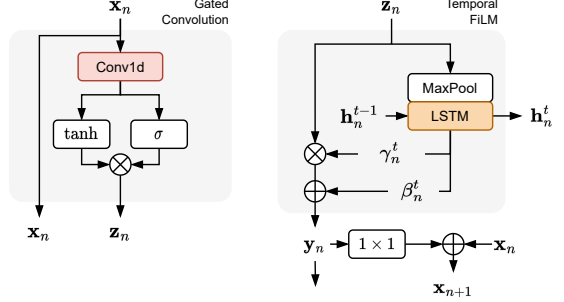 x_n
Gated
Convolution
Conv1d
tanh
σ
x_n
z_n
z_n
Temporal
FiLM
MaxPool
LSTM
h_n^{t-1}
h_n^t
γ_n^t
β_n^t
y_n
1 × 1
x_n
x_{n+1}